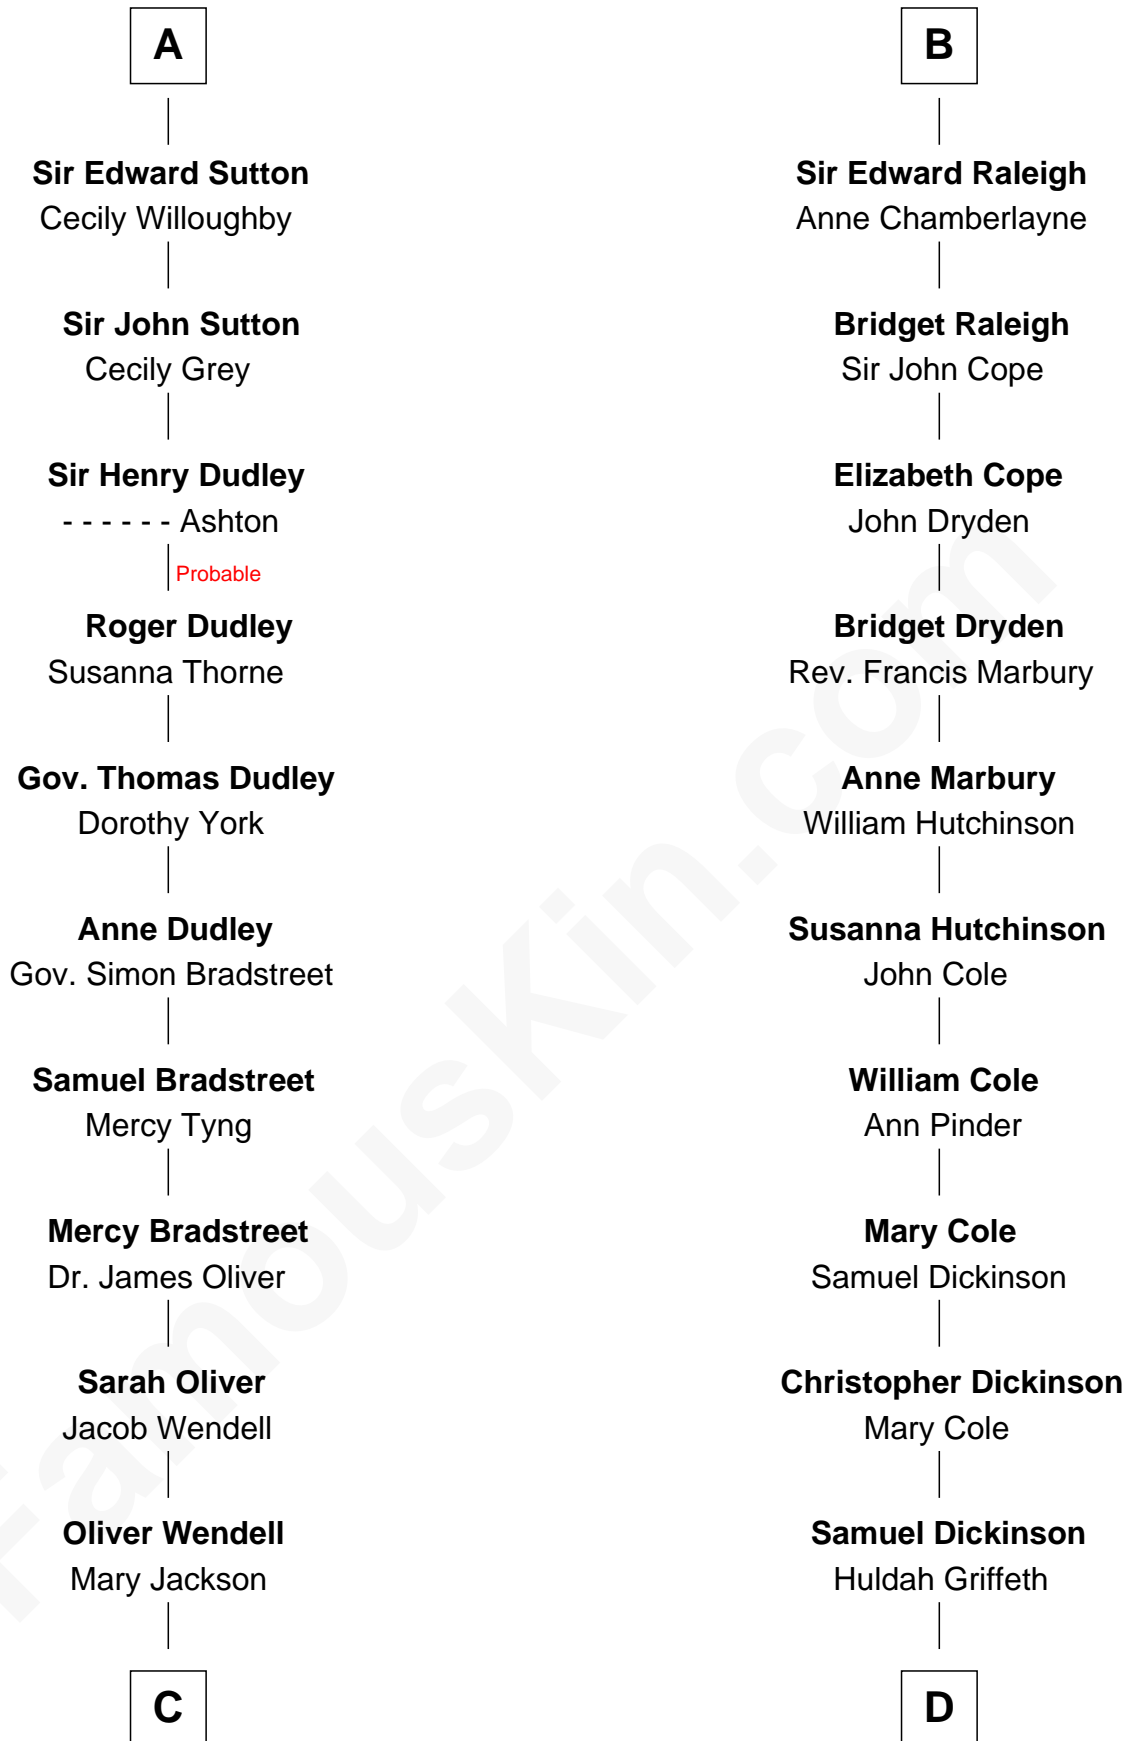 A
Sir Edward Sutton
Cecily Willoughby
Sir John Sutton
Cecily Grey
Sir Henry Dudley
- - - - - - Ashton
Probable
Roger Dudley
Susanna Thorne
Gov. Thomas Dudley
Dorothy York
Anne Dudley
Gov. Simon Bradstreet
Samuel Bradstreet
Mercy Tyng
Mercy Bradstreet
Dr. James Oliver
Sarah Oliver
Jacob Wendell
Oliver Wendell
Mary Jackson
C
B
Sir Edward Raleigh
Anne Chamberlayne
Bridget Raleigh
Sir John Cope
Elizabeth Cope
John Dryden
Bridget Dryden
Rev. Francis Marbury
Anne Marbury
William Hutchinson
Susanna Hutchinson
John Cole
William Cole
Ann Pinder
Mary Cole
Samuel Dickinson
Christopher Dickinson
Mary Cole
Samuel Dickinson
Huldah Griffeth
D
FamousKin.com